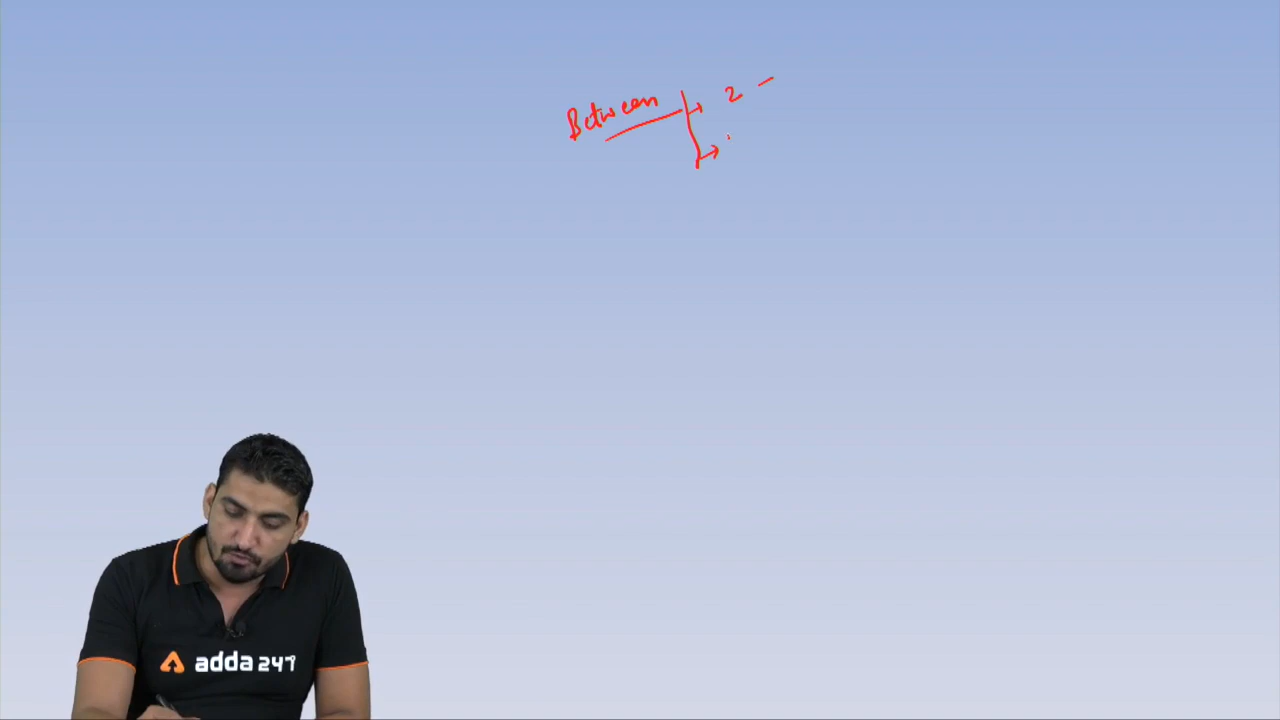 Between → 2 –
→
adda 247